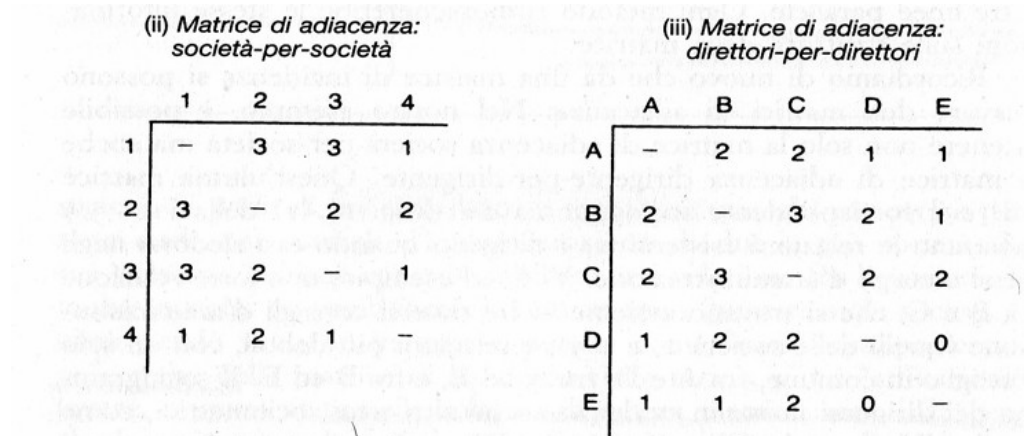 (ii) Matrice di adiacenza:
società-per-società
1 2 3 4
1 – 3 3 1
2 3 – 2 2
3 3 2 – 1
4 1 2 1 –
(iii) Matrice di adiacenza:
direttori-per-direttori
A B C D E
A – 2 2 1 1
B 2 – 3 2 1
C 2 3 – 2 2
D 1 2 2 – 0
E 1 1 2 0 –